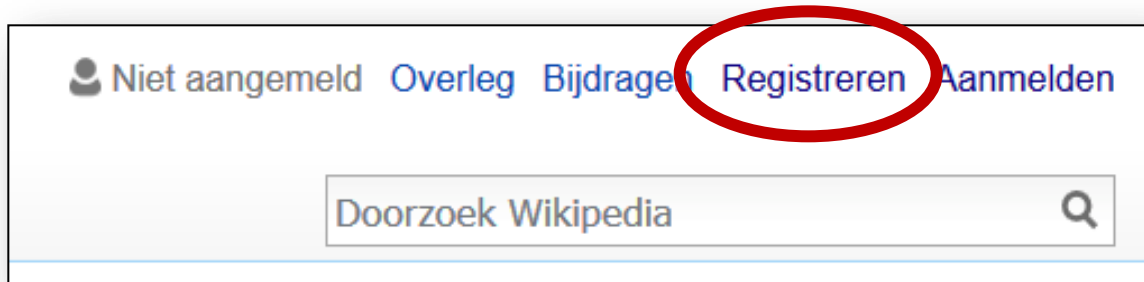 Niet aangemeld Overleg Bijdragen Registreren Aanmelden
Doorzoek Wikipedia